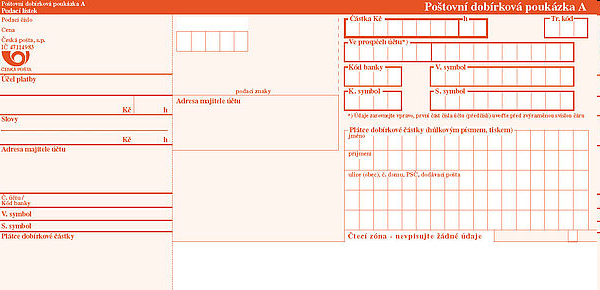 Poštovní dobírková poukázka A
Podací lístek
Podací číslo
Cena
Česká pošta, s.p.
IČ 47114983
ČESKÁ POŠTA
Účel platby
Kč h
Slovy
Kč h
Adresa majitele účtu
Č. účtu /
Kód banky
V. symbol
S. symbol
Plátce dobírkové částky
podací znaky
Adresa majitele účtu
Poštovní dobírková poukázka A
Částka Kč h
Tr. kód
Ve prospěch účtu*)
Kód banky
V. symbol
K. symbol
S. symbol
*) Údaje zarovnejte vpravo, první část čísla účtu (předčíslí) uveďte před zvýrazněnou svislou čáru
Plátce dobírkové částky (hůlkovým písmem, tiskem)
jméno
příjmení
ulice (obec), č. domu, PSČ, dodávací pošta
Čtecí zóna - nevpisujte žádné údaje